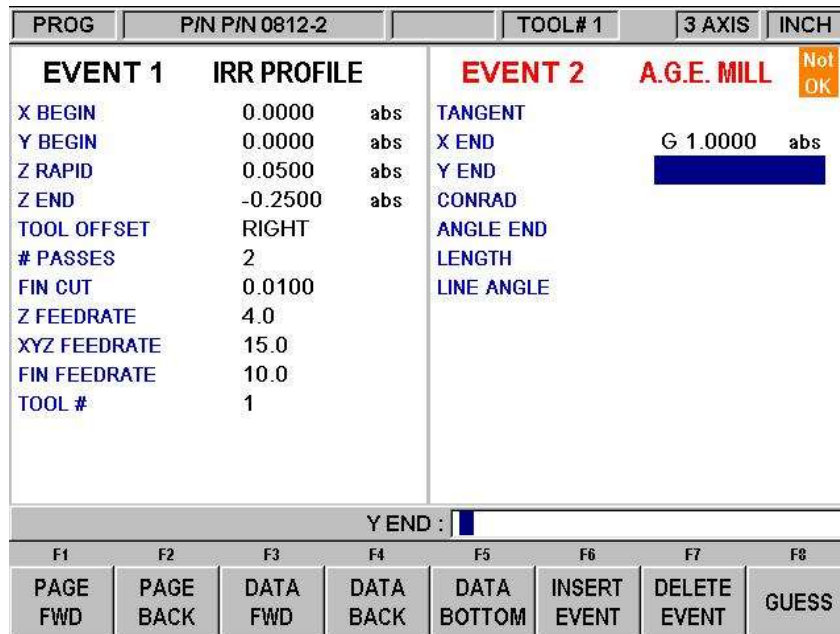 PROG P/N P/N 0812-2 TOOL# 1 3 AXIS INCH
EVENT 1 IRR PROFILE
X BEGIN 0.0000 abs
Y BEGIN 0.0000 abs
Z RAPID 0.0500 abs
Z END -0.2500 abs
TOOL OFFSET RIGHT
# PASSES 2
FIN CUT 0.0100
Z FEEDRATE 4.0
XYZ FEEDRATE 15.0
FIN FEEDRATE 10.0
TOOL # 1
EVENT 2 A.G.E. MILL Not OK
TANGENT
X END G 1.0000 abs
Y END
CONRAD
ANGLE END
LENGTH
LINE ANGLE
Y END :
F1 F2 F3 F4 F5 F6 F7 F8
PAGE FWD PAGE BACK DATA FWD DATA BACK DATA BOTTOM INSERT EVENT DELETE EVENT GUESS